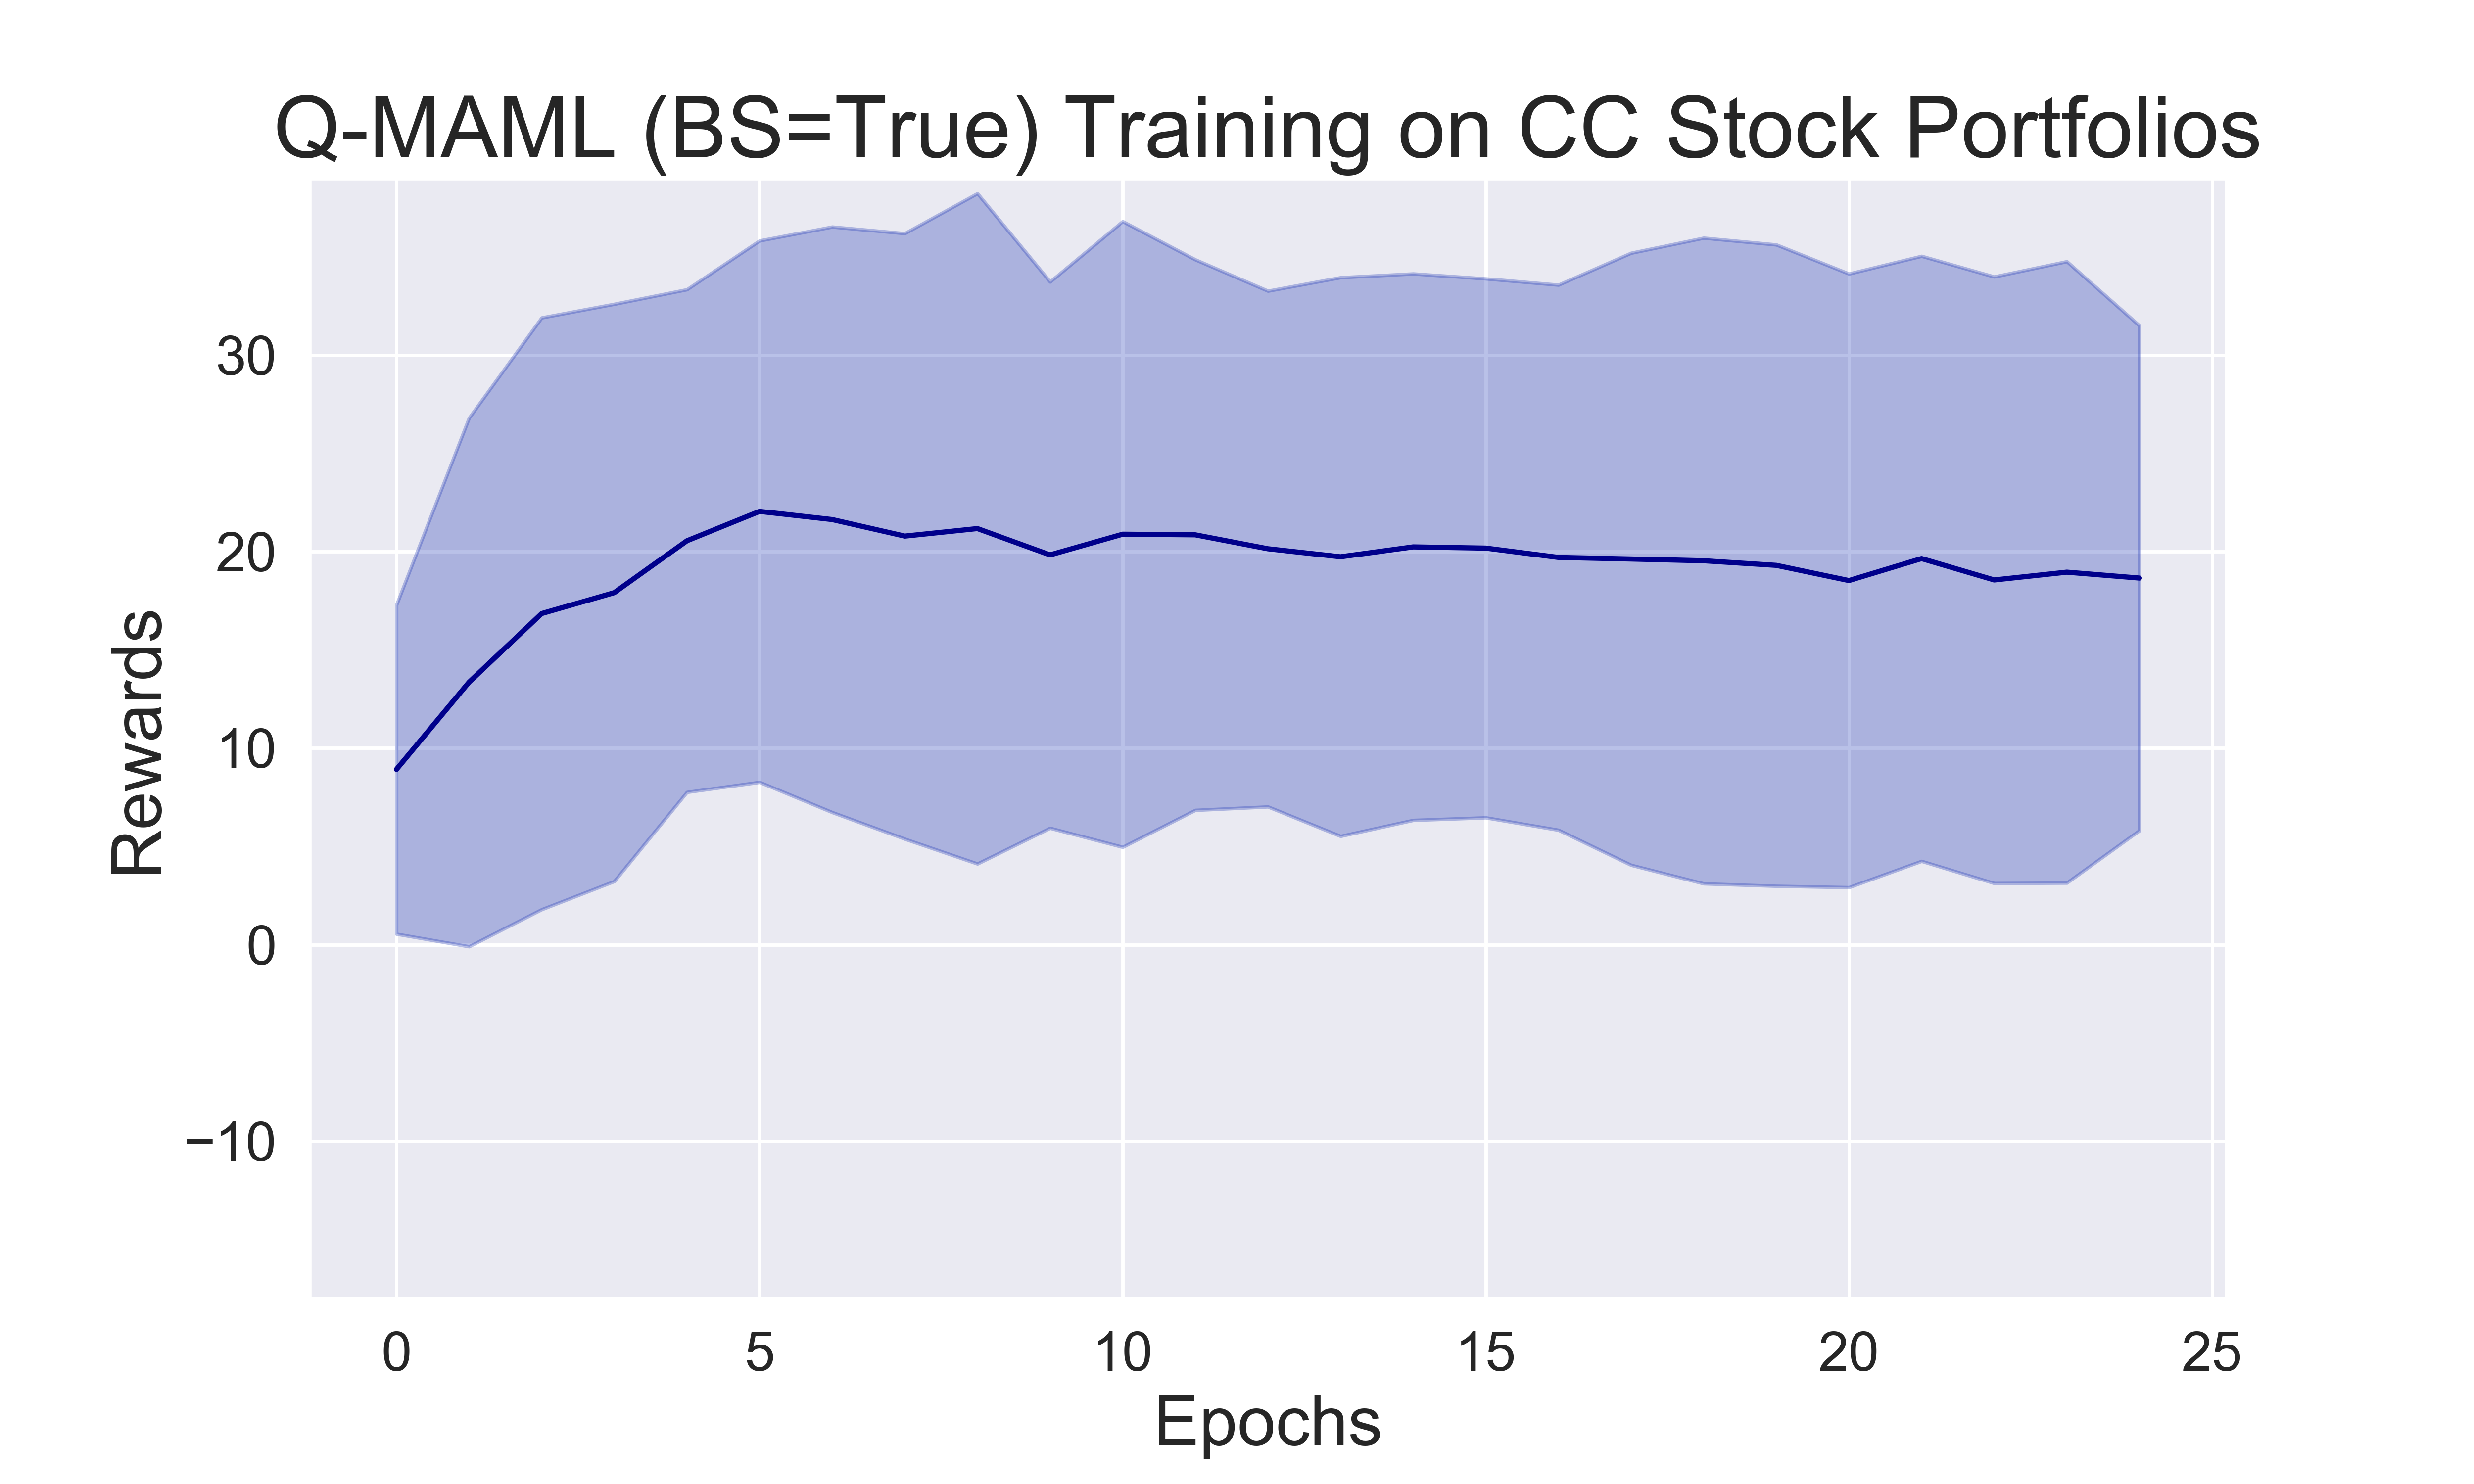 Q-MAML (BS=True) Training on CC Stock Portfolios
30
20
10
0
−10
Rewards
0 5 10 15 20 25
Epochs